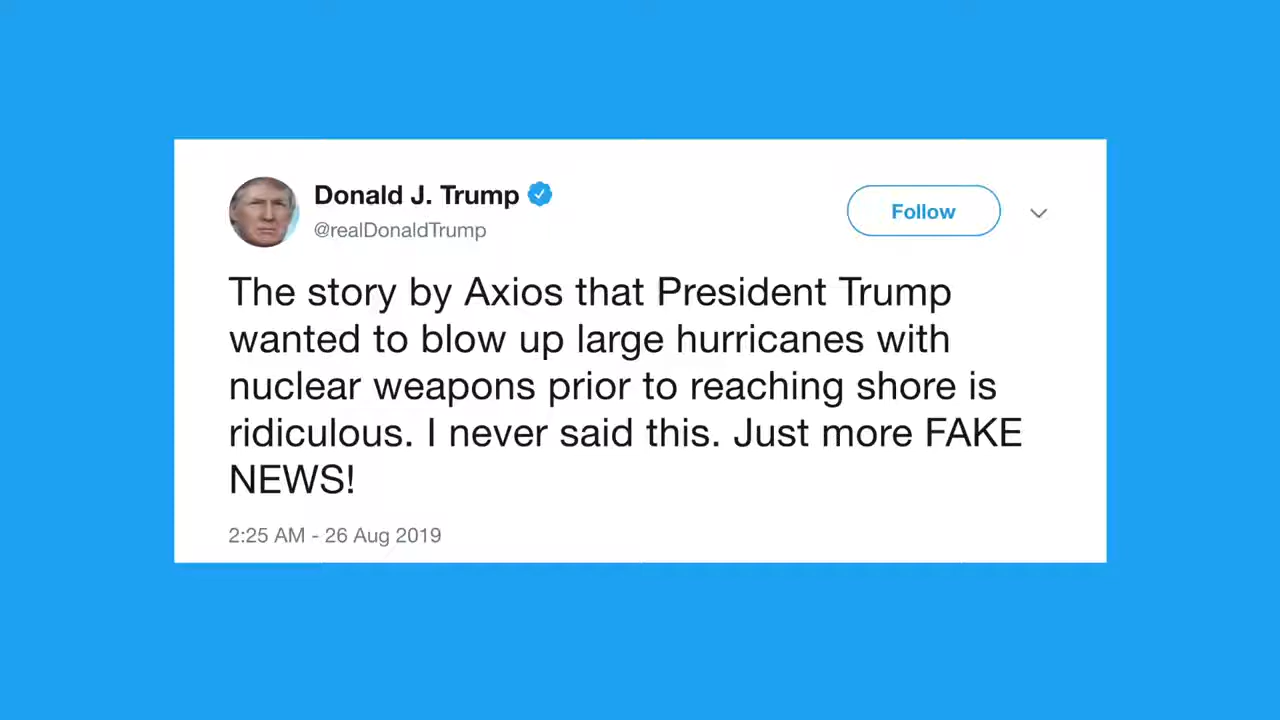 Donald J. Trump
@realDonaldTrump
Follow
The story by Axios that President Trump
wanted to blow up large hurricanes with
nuclear weapons prior to reaching shore is
ridiculous. I never said this. Just more FAKE
NEWS!
2:25 AM - 26 Aug 2019